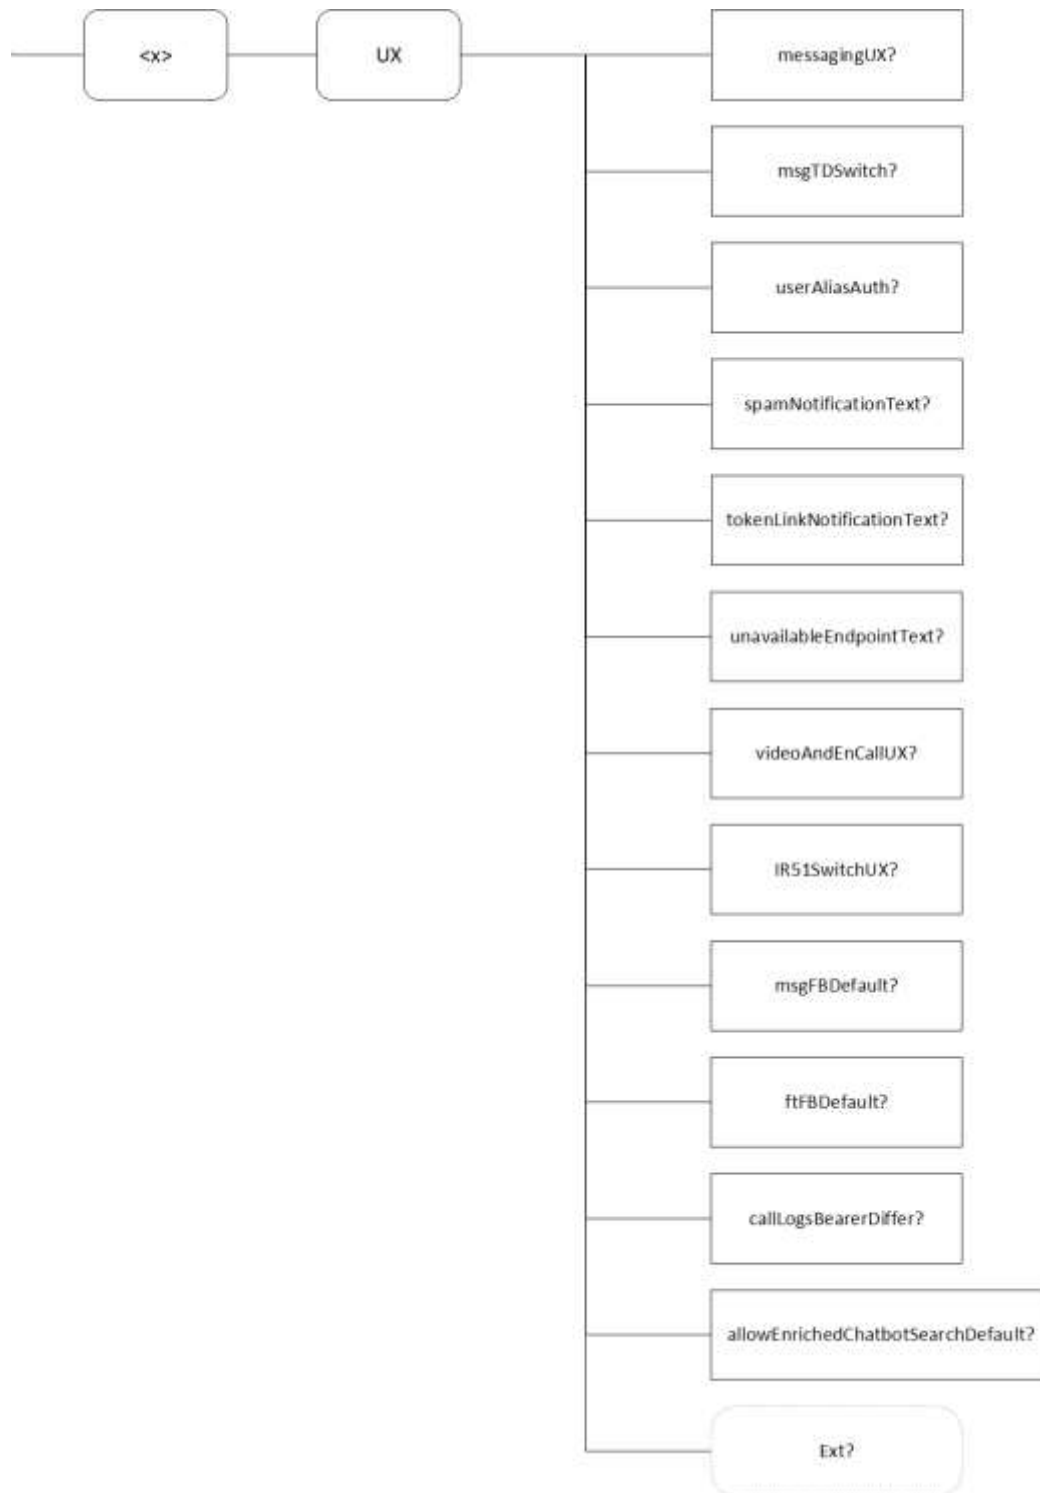 <x>
UX
messagingUX?
msgTDSwitch?
userAliasAuth?
spamNotificationText?
tokenLinkNotificationText?
unavailableEndpointText?
videoAndEnCallUX?
IR51SwitchUX?
msgFBDefault?
ftFBDefault?
callLogsBearerDiffer?
allowEnrichedChatbotSearchDefault?
Ext?